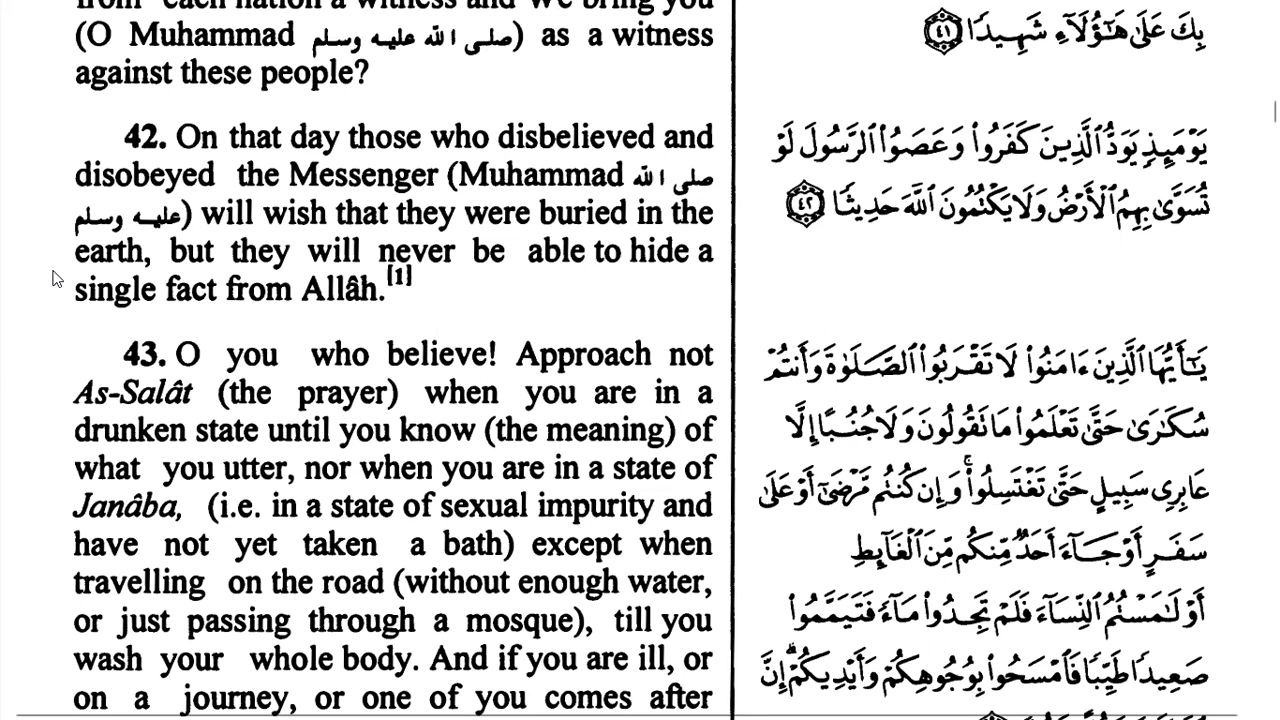 from each nation a witness and We bring you
(O Muhammad صلى الله عليه وسلم) as a witness
against these people?
42. On that day those who disbelieved and
disobeyed the Messenger (Muhammad صلى الله
عليه وسلم) will wish that they were buried in the
earth, but they will never be able to hide a
single fact from Allâh.[1]
43. O you who believe! Approach not
As-Salât (the prayer) when you are in a
drunken state until you know (the meaning) of
what you utter, nor when you are in a state of
Janâba, (i.e. in a state of sexual impurity and
have not yet taken a bath) except when
travelling on the road (without enough water,
or just passing through a mosque), till you
wash your whole body. And if you are ill, or
on a journey, or one of you comes after
بِكَ عَلَىٰ هَـٰٓؤُلَآءِ شَهِيدًا ٤١
يَوْمَئِذٍ يَوَدُّ ٱلَّذِينَ كَفَرُوا۟ وَعَصَوُا۟ ٱلرَّسُولَ لَوْ
تُسَوَّىٰ بِهِمُ ٱلْأَرْضُ وَلَا يَكْتُمُونَ ٱللَّهَ حَدِيثًا ٤٢
يَـٰٓأَيُّهَا ٱلَّذِينَ ءَامَنُوا۟ لَا تَقْرَبُوا۟ ٱلصَّلَوٰةَ وَأَنتُمْ
سُكَـٰرَىٰ حَتَّىٰ تَعْلَمُوا۟ مَا تَقُولُونَ وَلَا جُنُبًا إِلَّا
عَابِرِى سَبِيلٍ حَتَّىٰ تَغْتَسِلُوا۟ ۚ وَإِن كُنتُم مَّرْضَىٰٓ أَوْ عَلَىٰ
سَفَرٍ أَوْ جَآءَ أَحَدٌ مِّنكُم مِّنَ ٱلْغَآئِطِ
أَوْ لَـٰمَسْتُمُ ٱلنِّسَآءَ فَلَمْ تَجِدُوا۟ مَآءً فَتَيَمَّمُوا۟
صَعِيدًا طَيِّبًا فَٱمْسَحُوا۟ بِوُجُوهِكُمْ وَأَيْدِيكُمْ ۗ إِنَّ